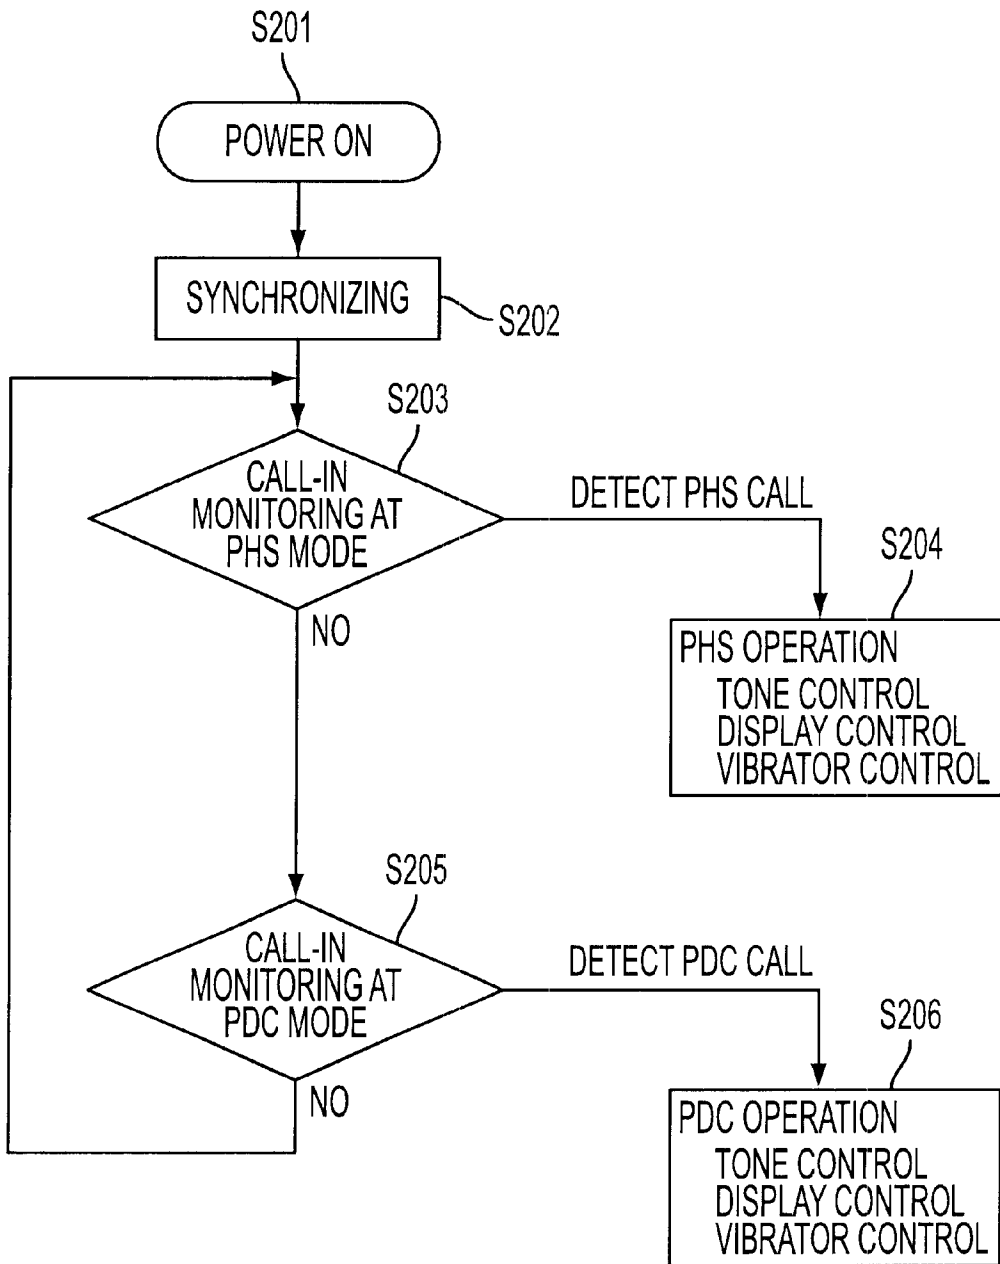 S201
POWER ON
SYNCHRONIZING
S202
S203
CALL-IN
MONITORING AT
PHS MODE
DETECT PHS CALL
NO
S204
PHS OPERATION
TONE CONTROL
DISPLAY CONTROL
VIBRATOR CONTROL
S205
CALL-IN
MONITORING AT
PDC MODE
DETECT PDC CALL
NO
S206
PDC OPERATION
TONE CONTROL
DISPLAY CONTROL
VIBRATOR CONTROL